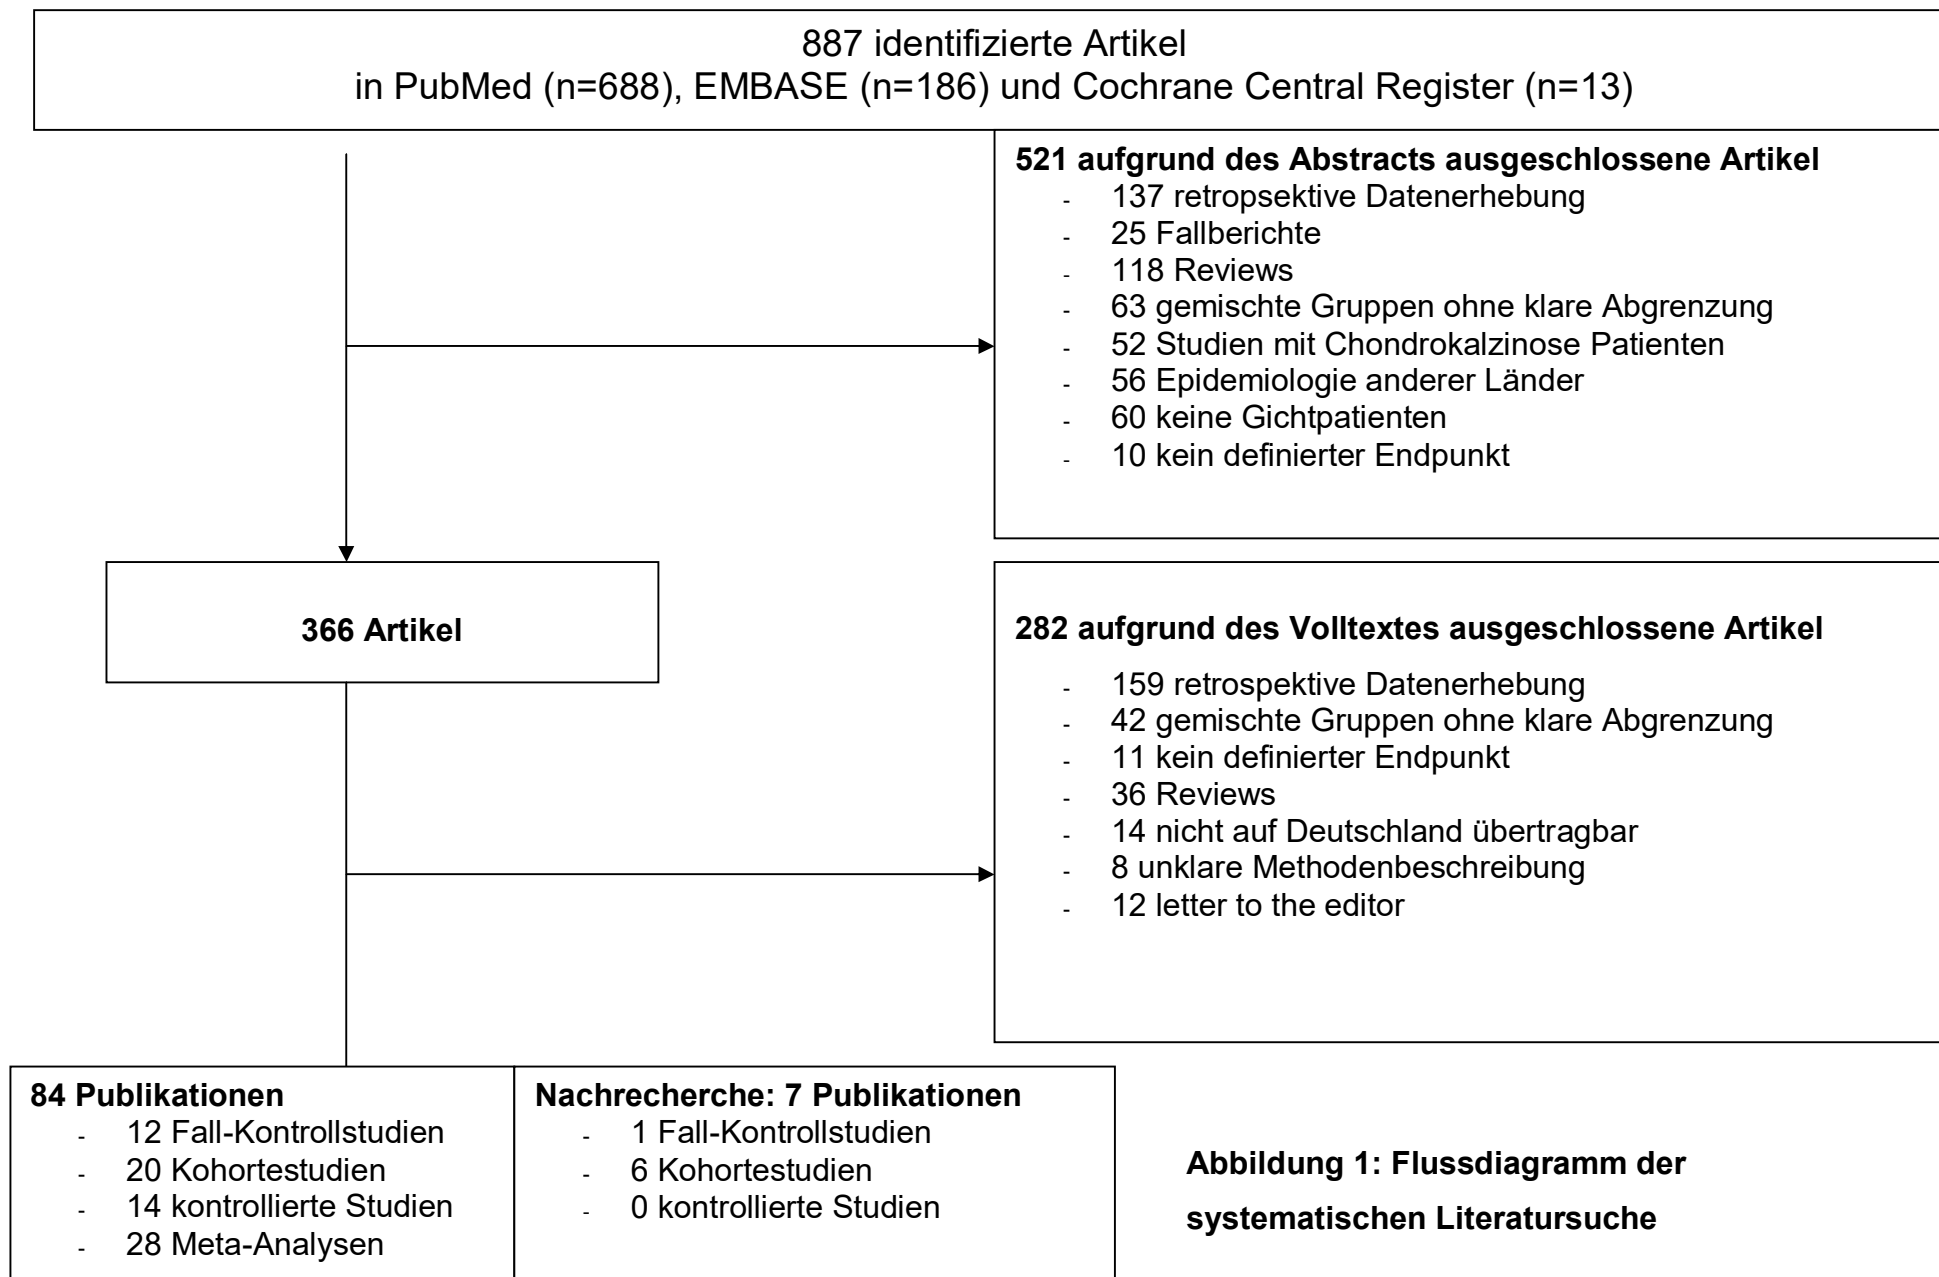 887 identifizierte Artikel
in PubMed (n=688), EMBASE (n=186) und Cochrane Central Register (n=13)
521 aufgrund des Abstracts ausgeschlossene Artikel
- 137 retropsektive Datenerhebung
- 25 Fallberichte
- 118 Reviews
- 63 gemischte Gruppen ohne klare Abgrenzung
- 52 Studien mit Chondrokalzinose Patienten
- 56 Epidemiologie anderer Länder
- 60 keine Gichtpatienten
- 10 kein definierter Endpunkt
366 Artikel
282 aufgrund des Volltextes ausgeschlossene Artikel
- 159 retrospektive Datenerhebung
- 42 gemischte Gruppen ohne klare Abgrenzung
- 11 kein definierter Endpunkt
- 36 Reviews
- 14 nicht auf Deutschland übertragbar
- 8 unklare Methodenbeschreibung
- 12 letter to the editor
84 Publikationen
- 12 Fall-Kontrollstudien
- 20 Kohortestudien
- 14 kontrollierte Studien
- 28 Meta-Analysen
Nachrecherche: 7 Publikationen
- 1 Fall-Kontrollstudien
- 6 Kohortestudien
- 0 kontrollierte Studien
Abbildung 1: Flussdiagramm der
systematischen Literatursuche